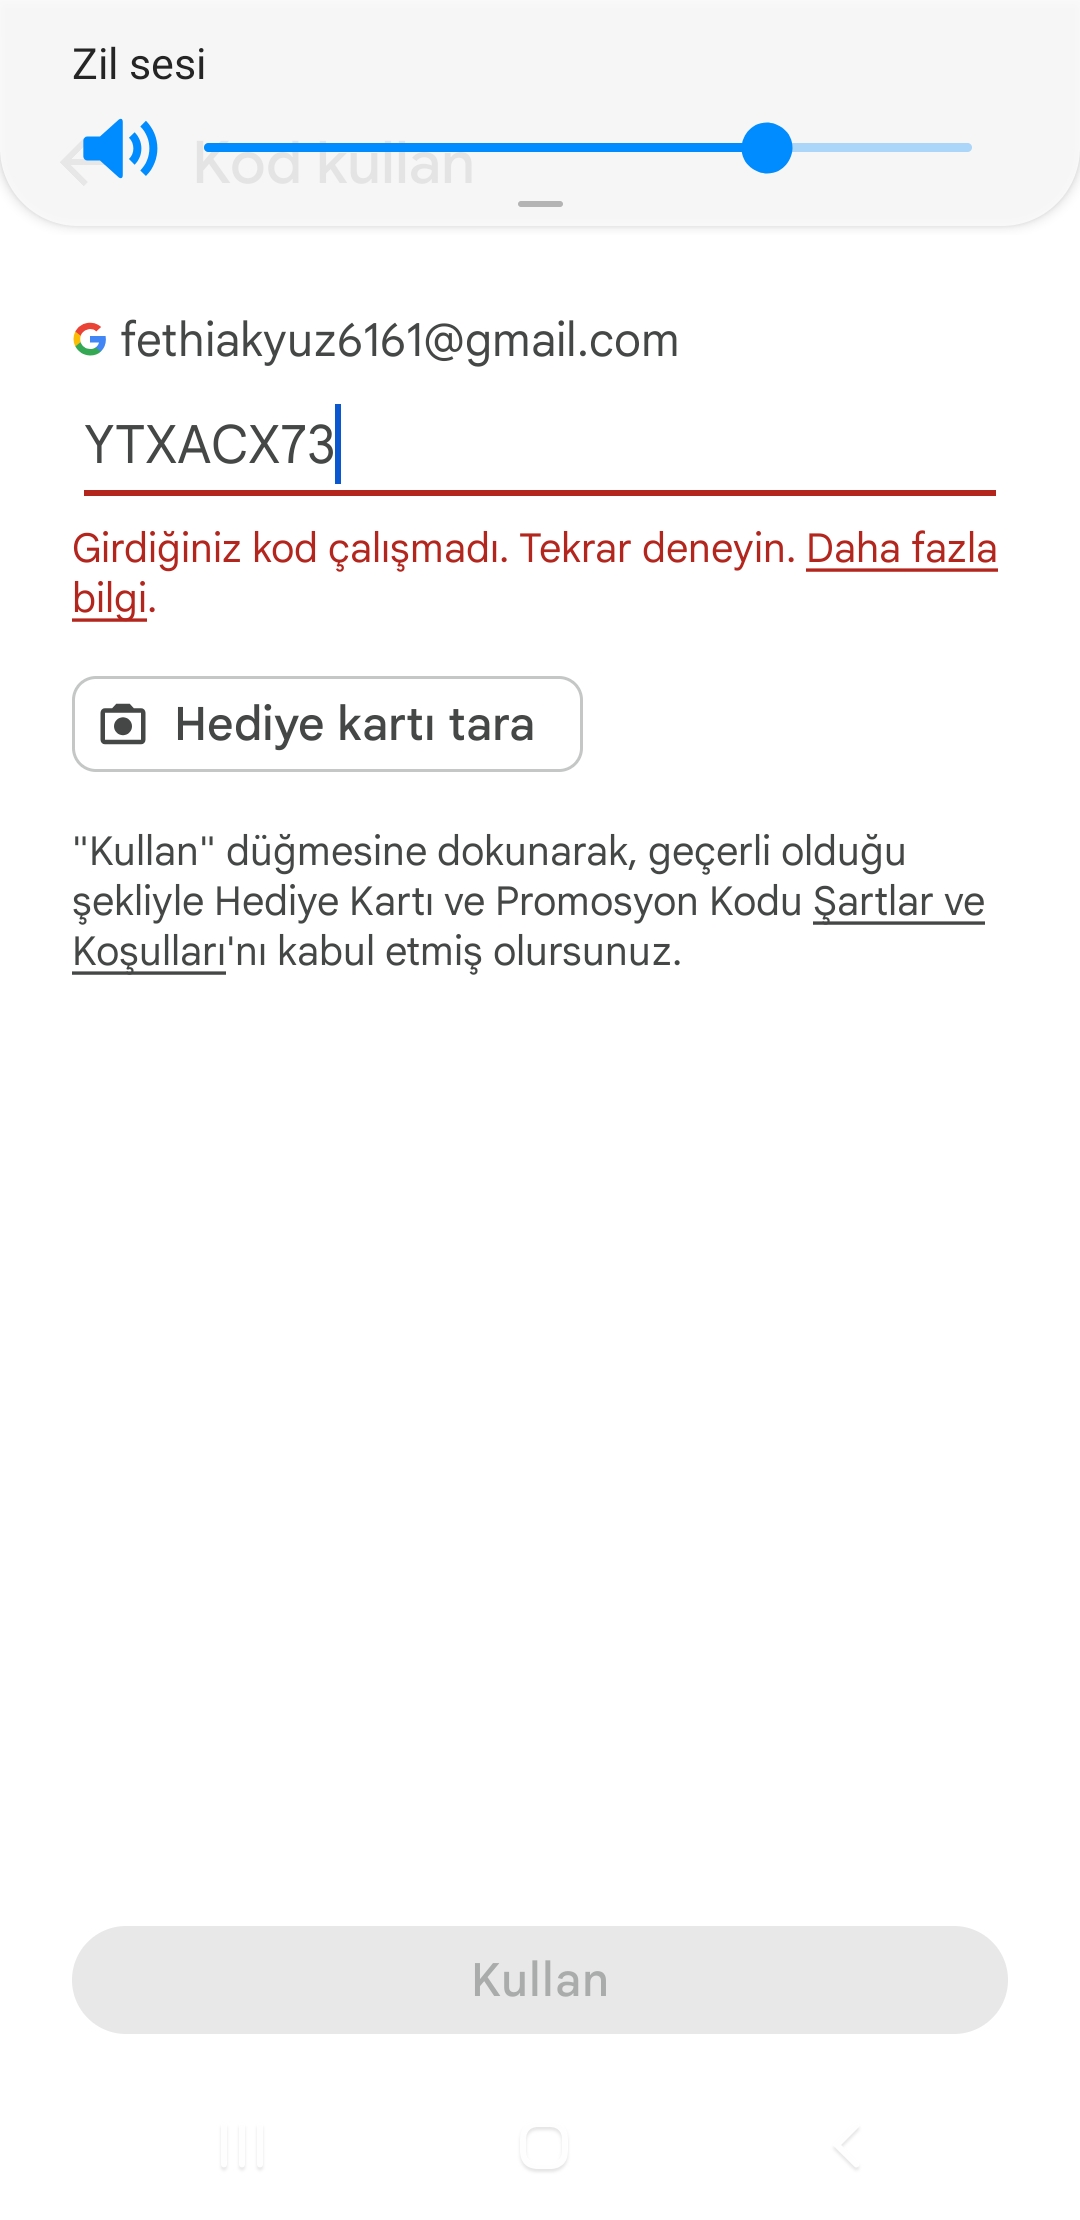 Zil sesi
Kod kullan
fethiakyuz6161@gmail.com
YTXACX73
Girdiğiniz kod çalışmadı. Tekrar deneyin. Daha fazla
bilgi.
Hediye kartı tara
"Kullan" düğmesine dokunarak, geçerli olduğu
şekliyle Hediye Kartı ve Promosyon Kodu Şartlar ve
Koşulları'nı kabul etmiş olursunuz.
Kullan